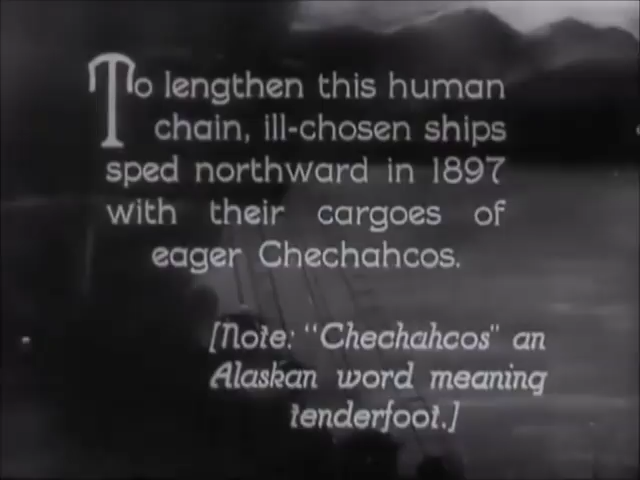 To lengthen this human
chain, ill-chosen ships
sped northward in 1897
with their cargoes of
eager Chechahcos.
[Note: "Chechahcos" an
Alaskan word meaning
tenderfoot.]